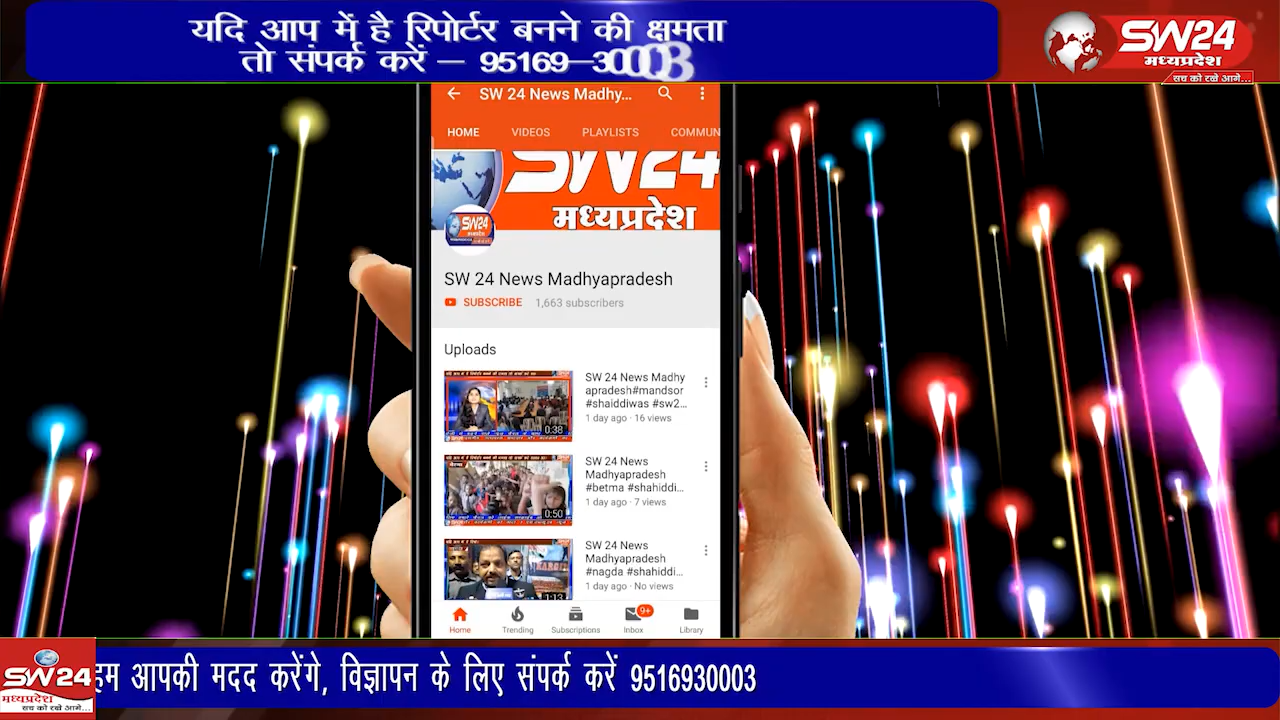 यदि आप में है रिपोर्टर बनने की क्षमता
तो संपर्क करें – 95169–30003
SW24
मध्यप्रदेश
सच को रखे आगे...
SW 24 News Madhy...
HOME VIDEOS PLAYLISTS COMMUN
SW24
मध्यप्रदेश
SW24
SW 24 News Madhyapradesh
SUBSCRIBE 1,663 subscribers
Uploads
SW 24 News Madhy
apradesh#mandsor
#shaiddiwas #sw2...
1 day ago · 16 views
0:38
SW 24 News
Madhyapradesh
#betma #shahiddi...
1 day ago · 7 views
0:50
SW 24 News
Madhyapradesh
#nagda #shahiddi...
1 day ago · No views
1:13
9+
Home Trending Subscriptions Inbox Library
SW24
मध्यप्रदेश
सच को रखे आगे...
हम आपकी मदद करेंगे, विज्ञापन के लिए संपर्क करें 9516930003